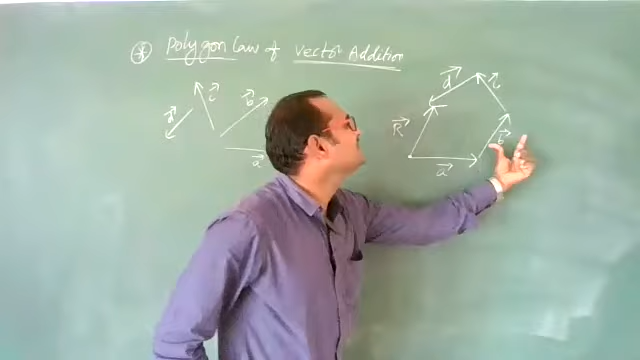 * Polygon Law of Vector Addition
d⃗ c⃗ b⃗
a⃗
d⃗ c⃗
R⃗ b⃗
a⃗